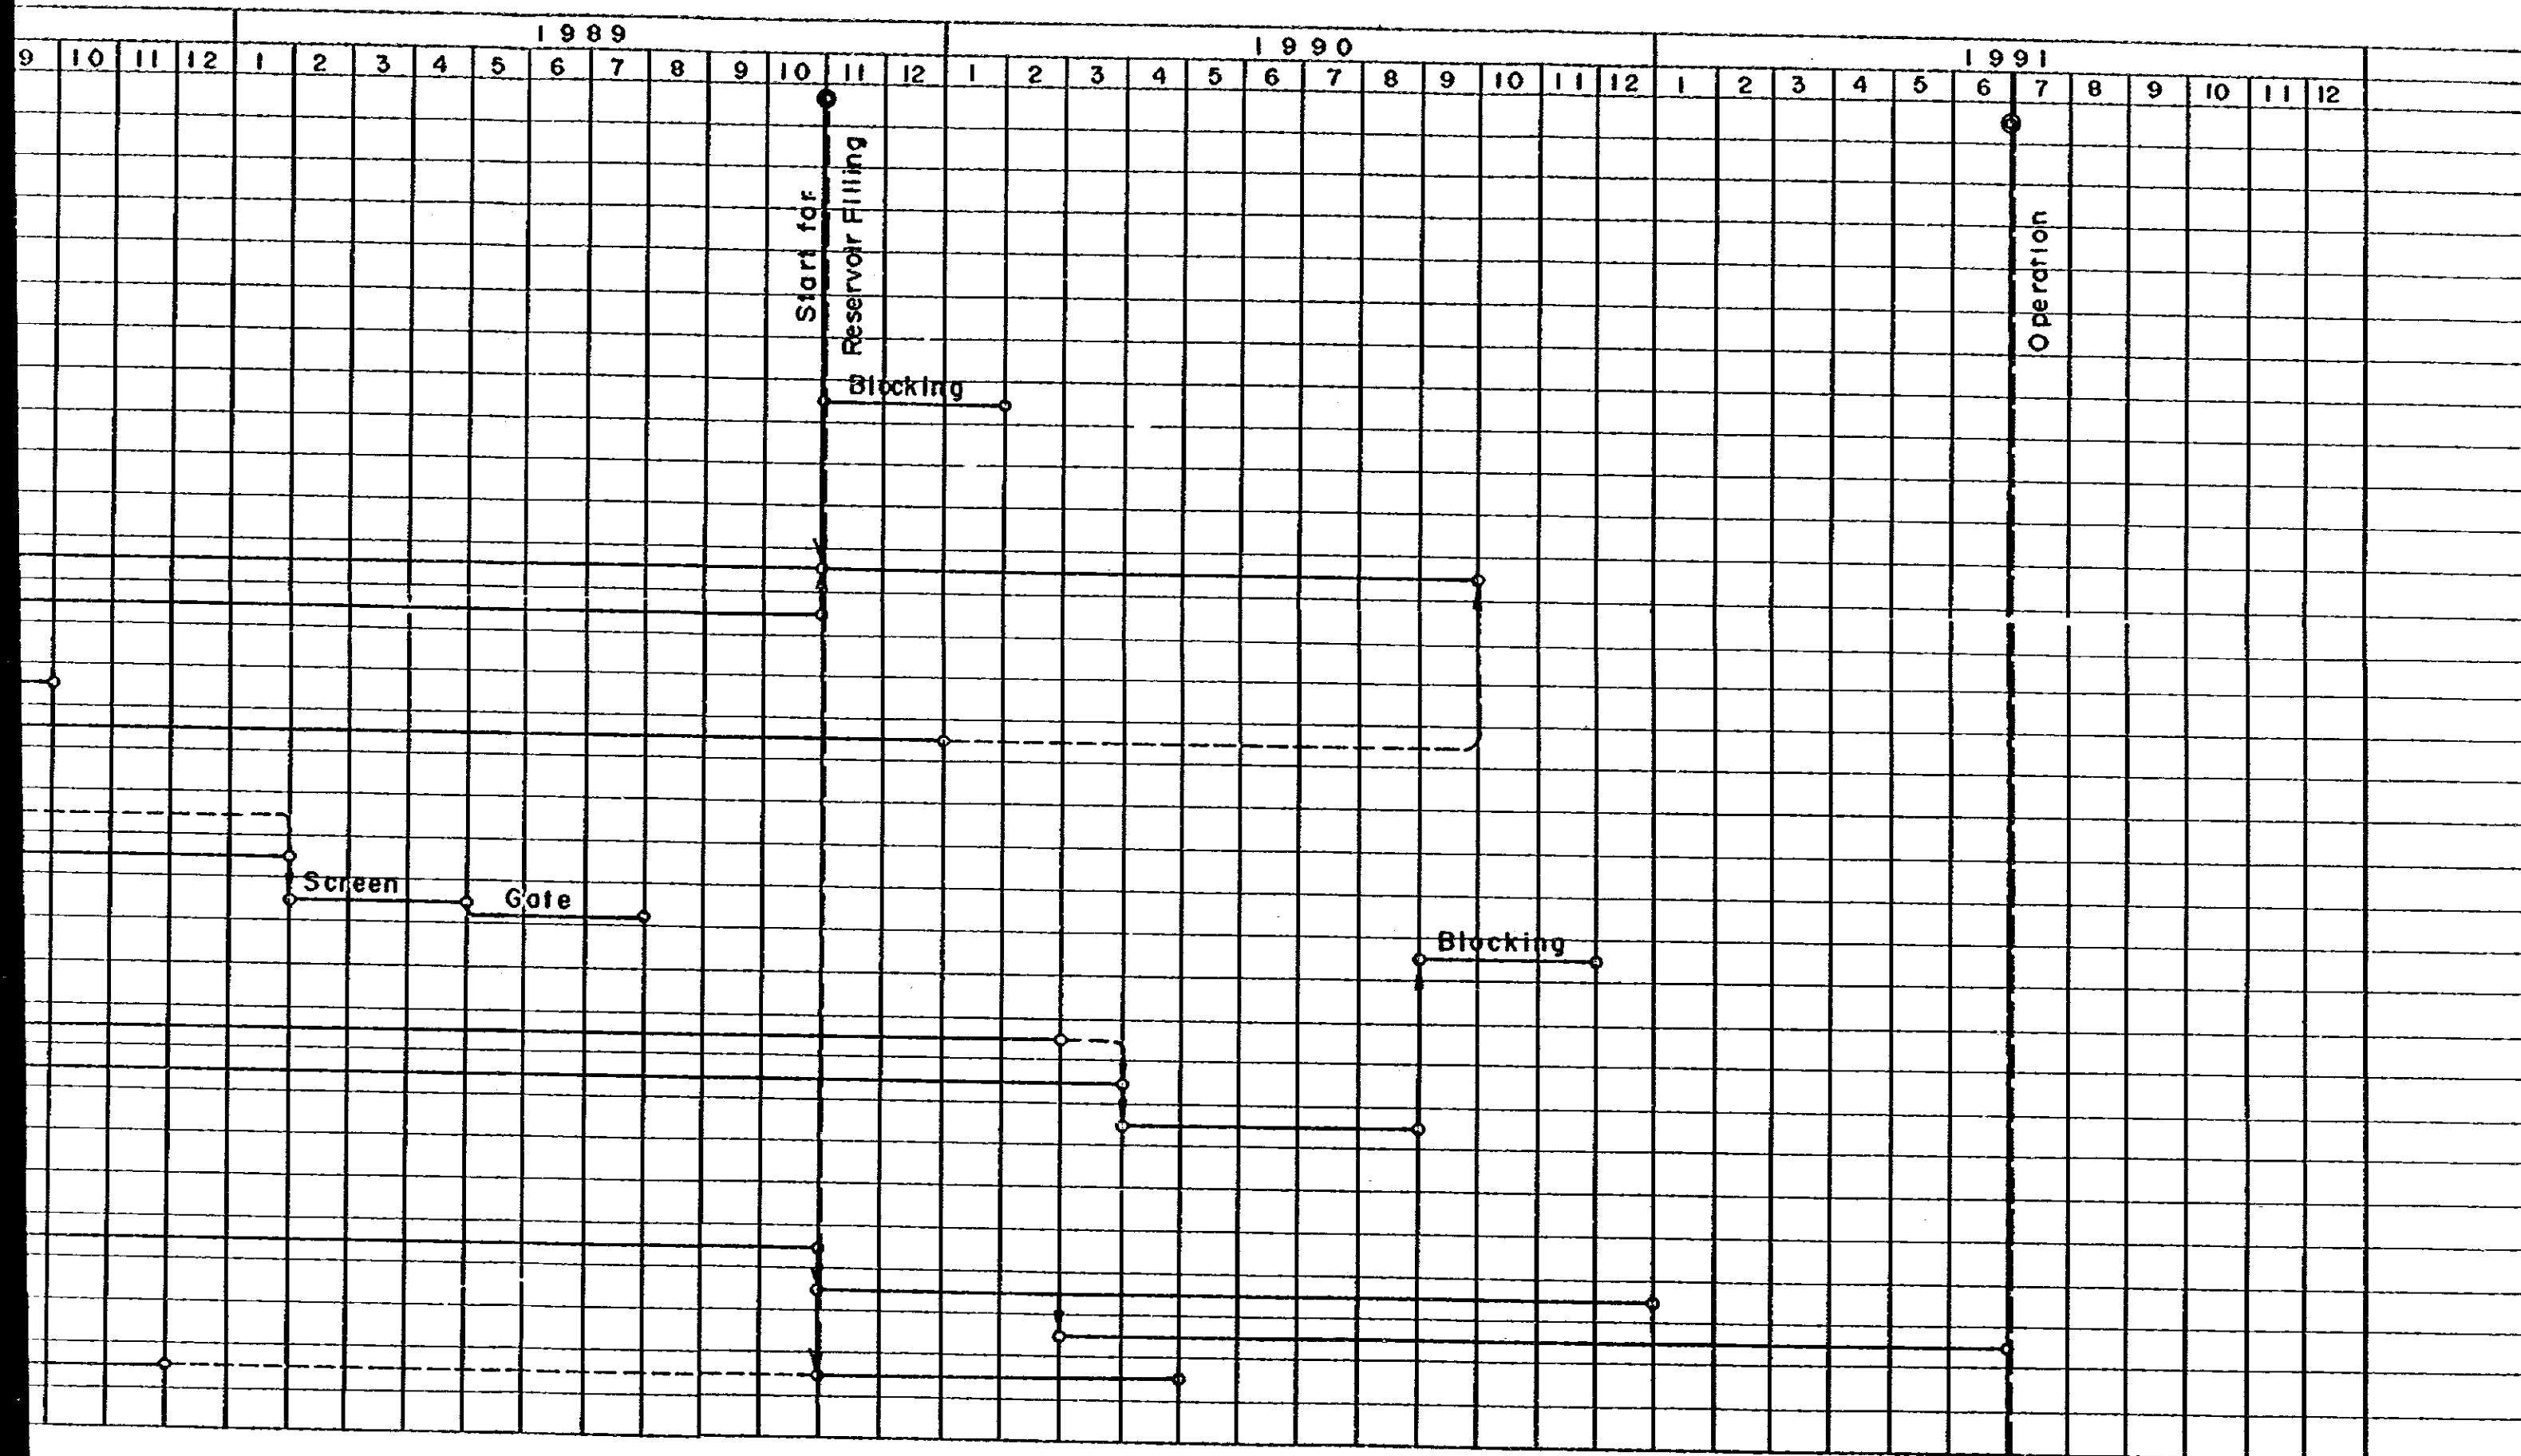 1989
1990
1991
9 10 11 12 1 2 3 4 5 6 7 8 9 10 11 12 1 2 3 4 5 6 7 8 9 10 11 12 1 2 3 4 5 6 7 8 9 10 11 12
Start for
Reservoir Filling
Operation
Blocking
Screen
Gate
Blocking